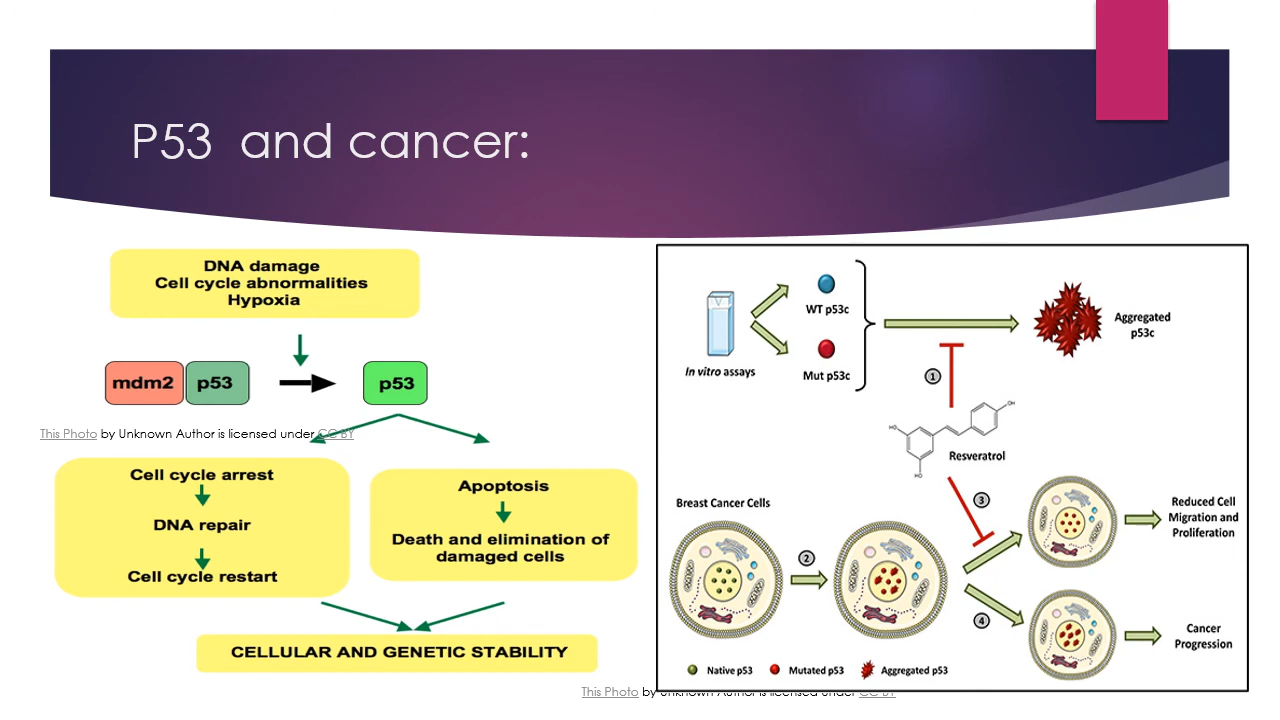 P53  and cancer:
DNA damage
Cell cycle abnormalities
Hypoxia
mdm2
p53
p53
This Photo by Unknown Author is licensed under CC BY
Cell cycle arrest
DNA repair
Cell cycle restart
Apoptosis
Death and elimination of
damaged cells
CELLULAR AND GENETIC STABILITY
In vitro assays
WT p53c
Mut p53c
Aggregated
p53c
1
HO
OH
OH
Resveratrol
3
Breast Cancer Cells
2
4
Reduced Cell
Migration and
Proliferation
Cancer
Progression
Native p53
Mutated p53
Aggregated p53
This Photo by Unknown Author is licensed under CC BY